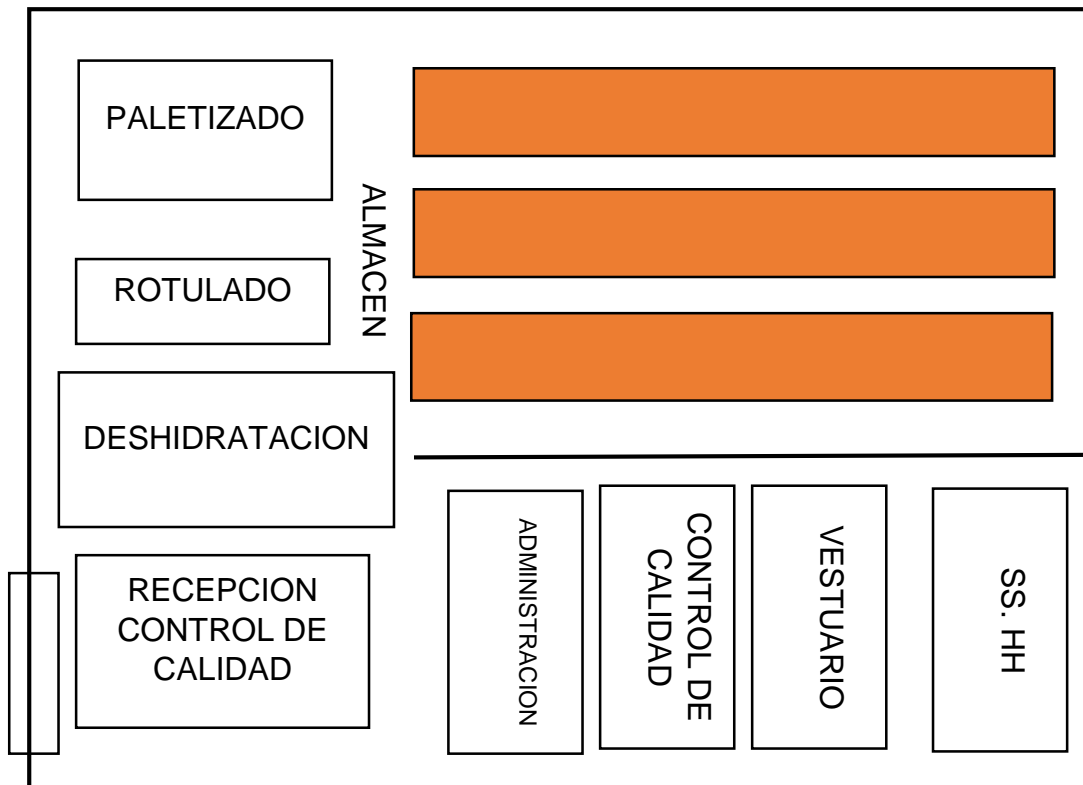 PALETIZADO
ALMACEN
ROTULADO
DESHIDRATACION
RECEPCION
CONTROL DE
CALIDAD
ADMINISTRACION
CONTROL DE
CALIDAD
VESTUARIO
SS. HH